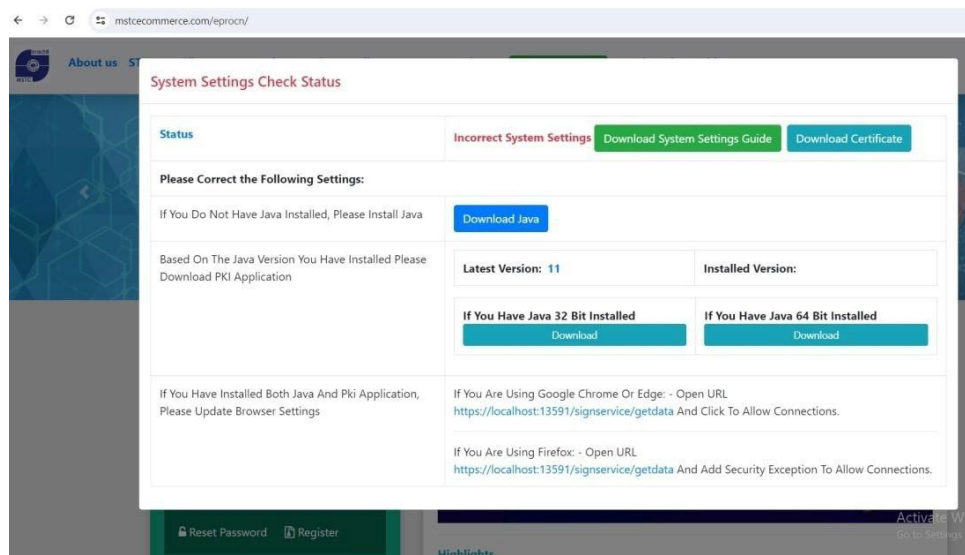 mstcecommerce.com/eprocn/
MSTC
About us
System Settings Check Status
Status
Incorrect System Settings
Download System Settings Guide
Download Certificate
Please Correct the Following Settings:
If You Do Not Have Java Installed, Please Install Java
Download Java
Based On The Java Version You Have Installed Please
Download PKI Application
Latest Version: 11
Installed Version:
If You Have Java 32 Bit Installed
Download
If You Have Java 64 Bit Installed
Download
If You Have Installed Both Java And Pki Application,
Please Update Browser Settings
If You Are Using Google Chrome Or Edge: - Open URL
https://localhost:13591/signservice/getdata And Click To Allow Connections.
If You Are Using Firefox: - Open URL
https://localhost:13591/signservice/getdata And Add Security Exception To Allow Connections.
Reset Password
Register
Highlights
Activate W
Go to Settings